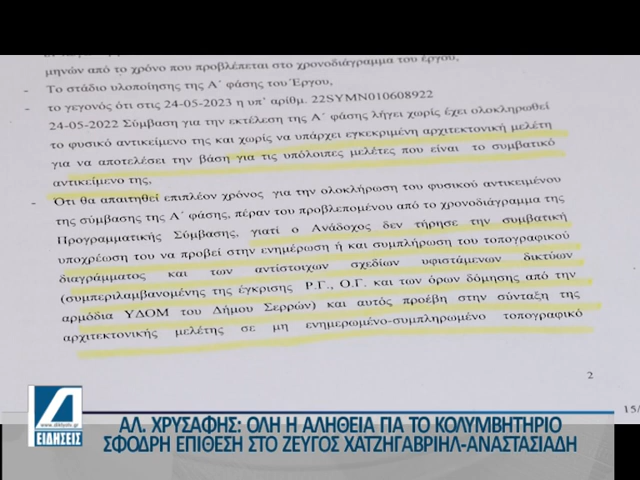 μηνών από το χρόνο που προβλέπεται στο χρονοδιάγραμμα του έργου,
- Το στάδιο υλοποίησης της Α΄ φάσης του Έργου,
- το γεγονός ότι στις 24-05-2023 η υπ' αρίθμ. 22SYMN010608922
24-05-2022 Σύμβαση για την εκτέλεση της Α΄ φάσης λήγει χωρίς έχει ολοκληρωθεί
το φυσικό αντικείμενο της και χωρίς να υπάρχει εγκεκριμένη αρχιτεκτονική μελέτη
για να αποτελέσει την βάση για τις υπόλοιπες μελέτες που είναι το συμβατικό
αντικείμενο της,
- Ότι θα απαιτηθεί επιπλέον χρόνος για την ολοκλήρωση του φυσικού αντικειμένου
της σύμβασης της Α΄ φάσης, πέραν του προβλεπομένου από το χρονοδιάγραμμα της
Προγραμματικής Σύμβασης, γιατί ο Ανάδοχος δεν τήρησε την συμβατική
υποχρέωση του να προβεί στην ενημέρωση ή και συμπλήρωση του τοπογραφικού
διαγράμματος και των αντίστοιχων σχεδίων υφιστάμενων δικτύων
(συμπεριλαμβανομένης της έγκρισης Ρ.Γ., Ο.Γ. και των όρων δόμησης από την
αρμόδια ΥΔΟΜ του Δήμου Σερρών) και αυτός προέβη στην σύνταξη της
αρχιτεκτονικής μελέτης σε μη ενημερωμένο-συμπληρωμένο τοπογραφικό
2
15/
www.diktyotv.gr
ΕΙΔΗΣΕΙΣ
ΑΛ. ΧΡΥΣΑΦΗΣ: ΟΛΗ Η ΑΛΗΘΕΙΑ ΓΙΑ ΤΟ ΚΟΛΥΜΒΗΤΗΡΙΟ
ΣΦΟΔΡΗ ΕΠΙΘΕΣΗ ΣΤΟ ΖΕΥΓΟΣ ΧΑΤΖΗΓΑΒΡΙΗΛ-ΑΝΑΣΤΑΣΙΑΔΗ